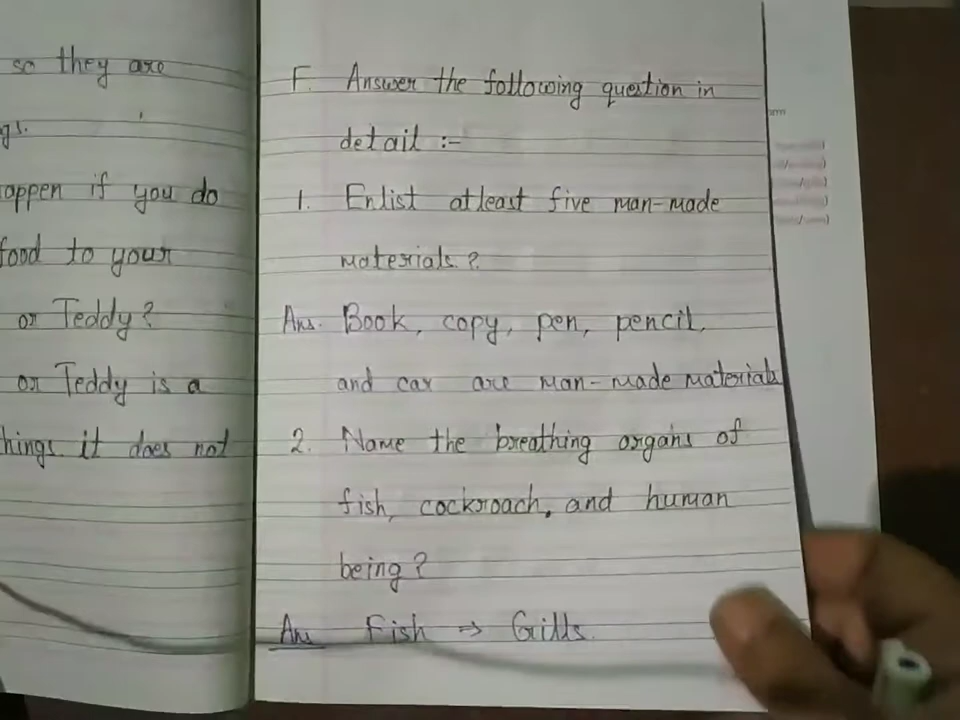 so they are
gs.
appen if you do
food to your
or Teddy?
or Teddy is a
hings it does not
F. Answer the following question in
detail :-
1. Enlist atleast five man-made
materials?
Ans. Book, copy, pen, pencil,
and car are man-made materials
2. Name the breathing organs of
fish, cockroach, and human
being?
Ans Fish ⇒ Gills.